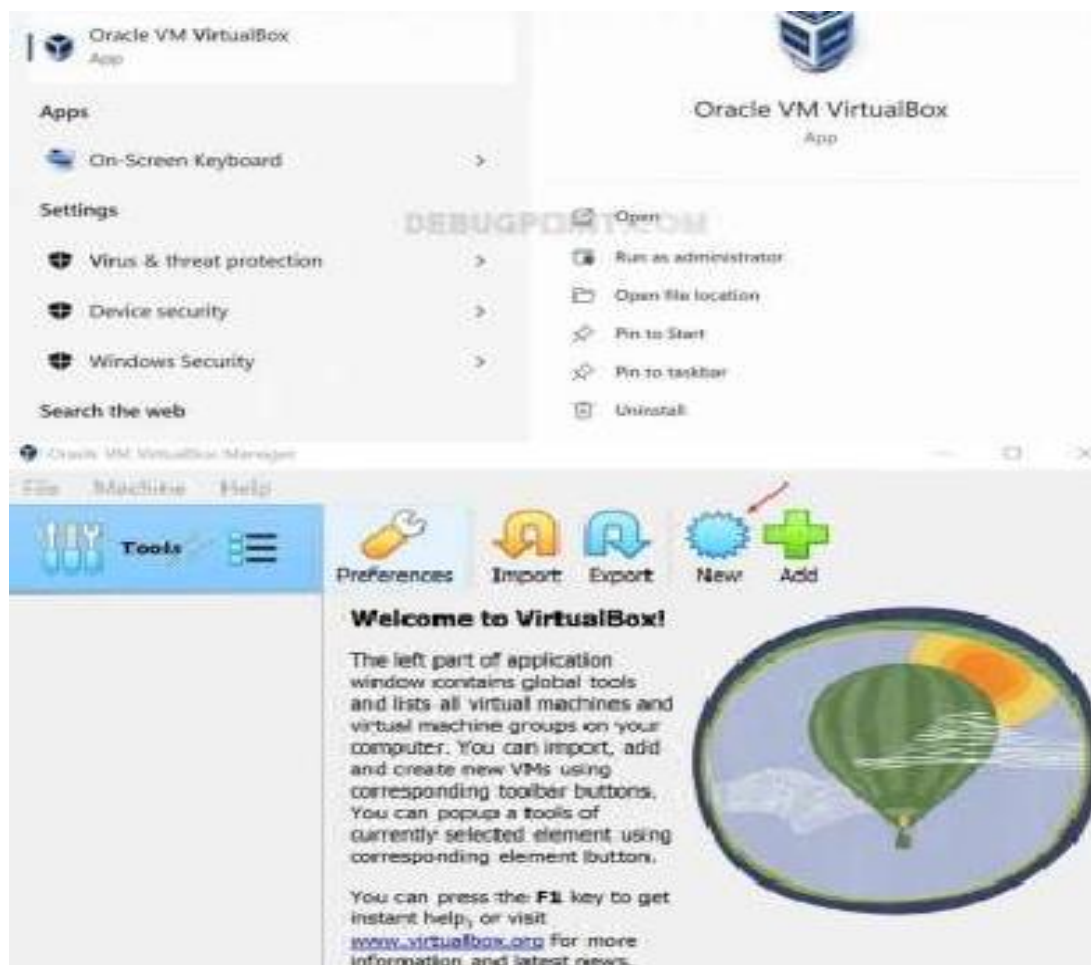 Oracle VM VirtualBox
App
Apps
On-Screen Keyboard
Settings
Virus & threat protection
Device security
Windows Security
Search the web
Oracle VM VirtualBox
App
DEBUGPOINT.COM
Open
Run as administrator
Open file location
Pin to Start
Pin to taskbar
Uninstall
Oracle VM VirtualBox Manager
File Machine Help
Tools
Preferences Import Export New Add
Welcome to VirtualBox!
The left part of application
window contains global tools
and lists all virtual machines and
virtual machine groups on your
computer. You can import, add
and create new VMs using
corresponding toolbar buttons.
You can popup a tools of
currently selected element using
corresponding element button.
You can press the F1 key to get
instant help, or visit
www.virtualbox.org for more
information and latest news.